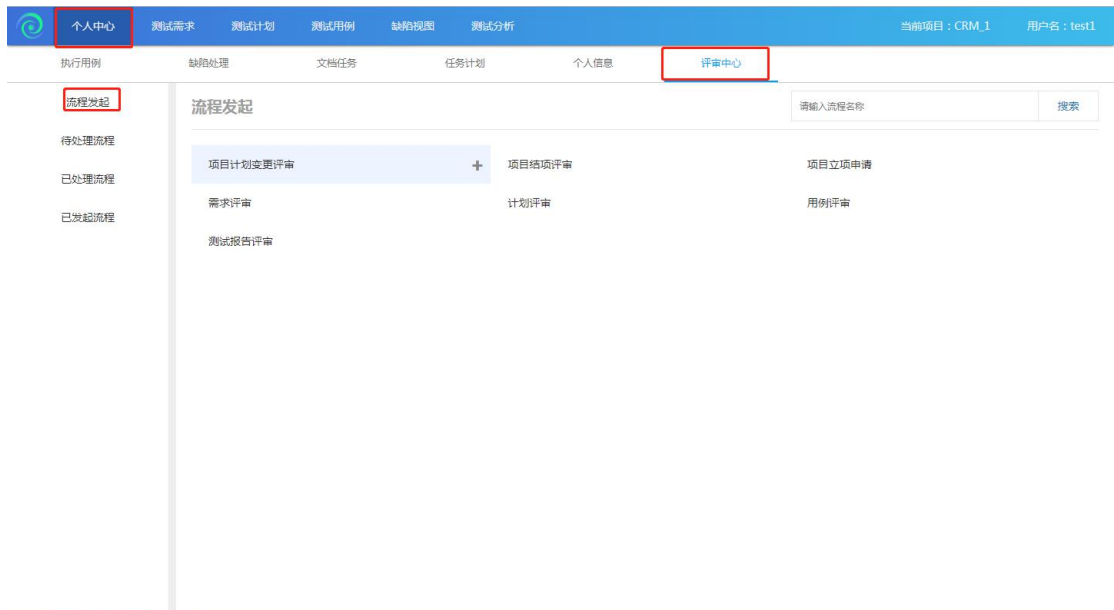 个人中心 测试需求 测试计划 测试用例 缺陷视图 测试分析 当前项目：CRM_1 用户名：test1
执行用例 缺陷处理 文档任务 任务计划 个人信息 评审中心
流程发起
待处理流程
已处理流程
已发起流程
流程发起 请输入流程名称 搜索
项目计划变更评审 + 项目结项评审 项目立项申请
需求评审 计划评审 用例评审
测试报告评审